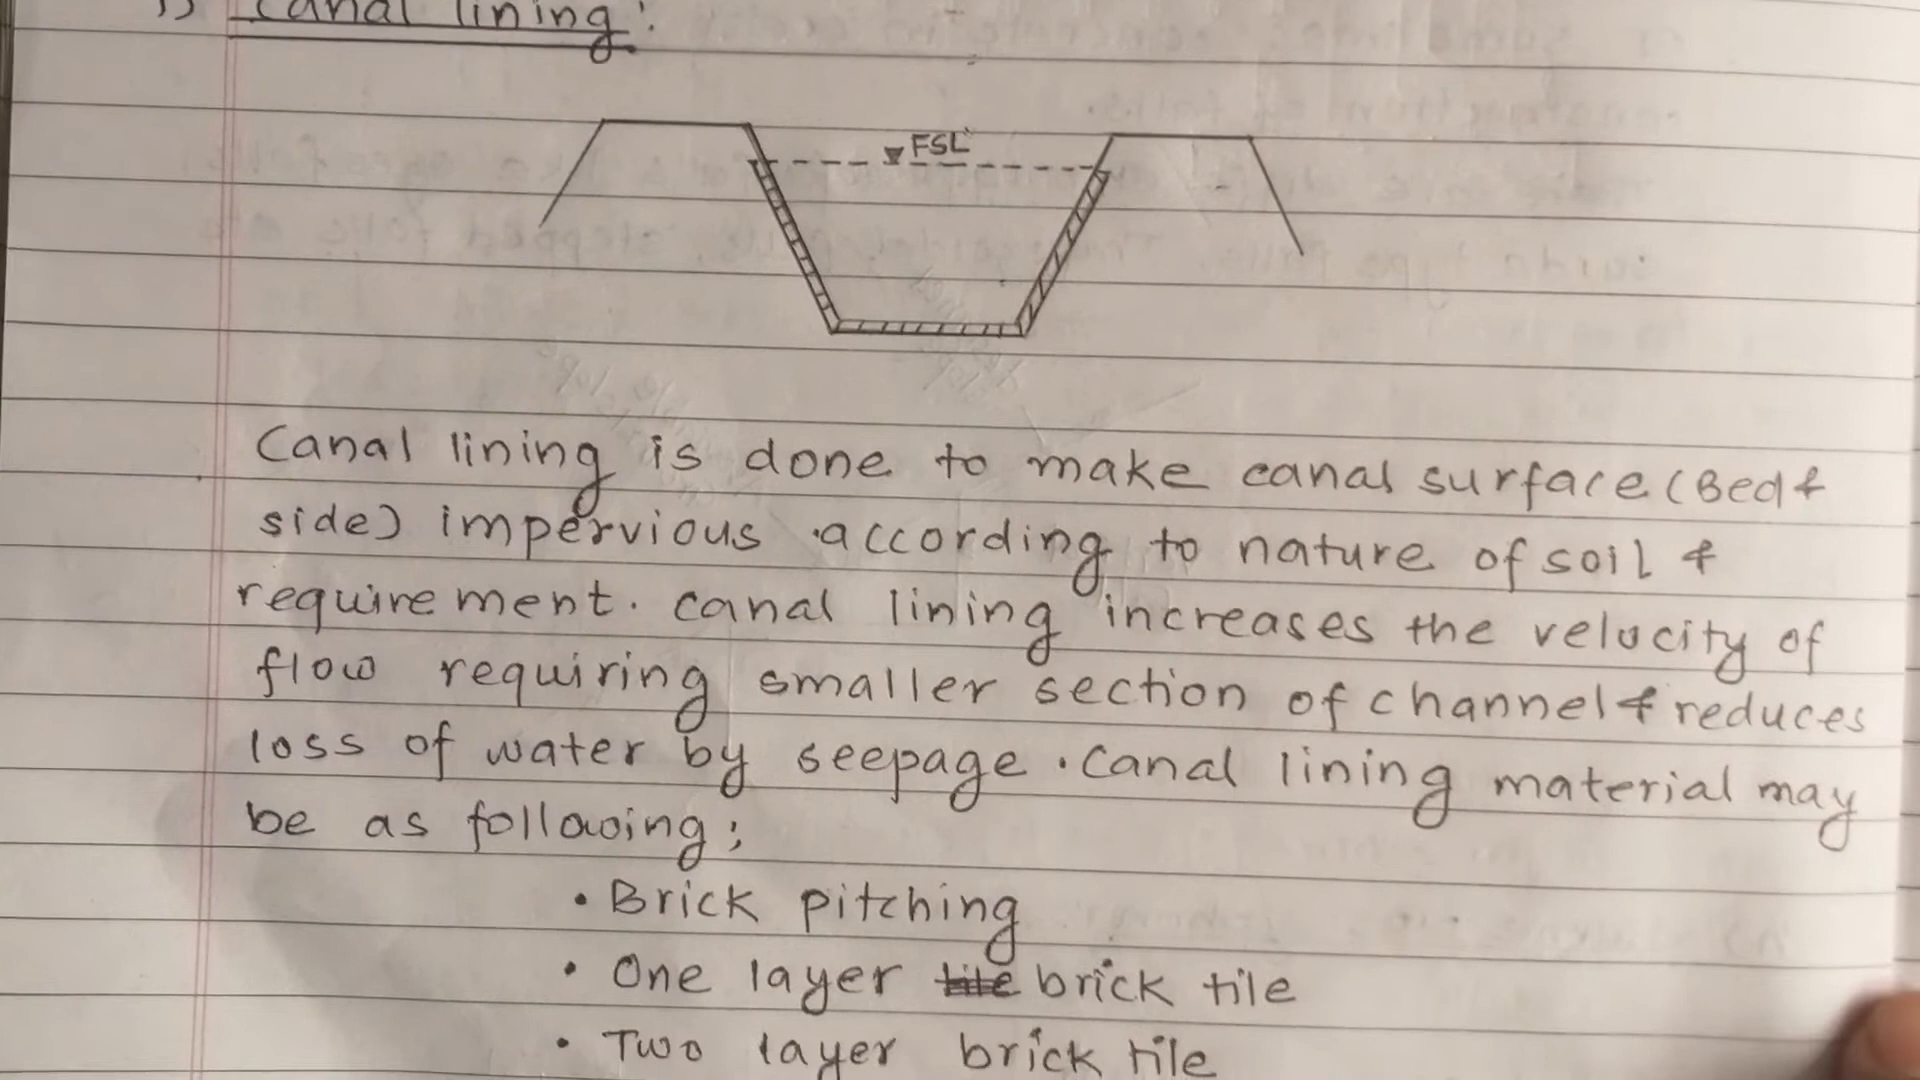 Canal lining:
FSL
Canal lining is done to make canal surface (Bed &
side) impervious according to nature of soil &
requirement. canal lining increases the velocity of
flow requiring smaller section of channel & reduces
loss of water by seepage. Canal lining material may
be as following;
• Brick pitching
• One layer brick tile
• Two layer brick tile